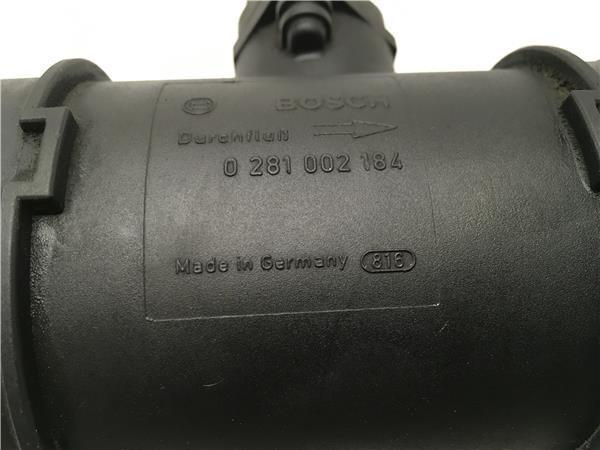 BOSCH
Durchfluß
0 281 002 184
Made in Germany 816